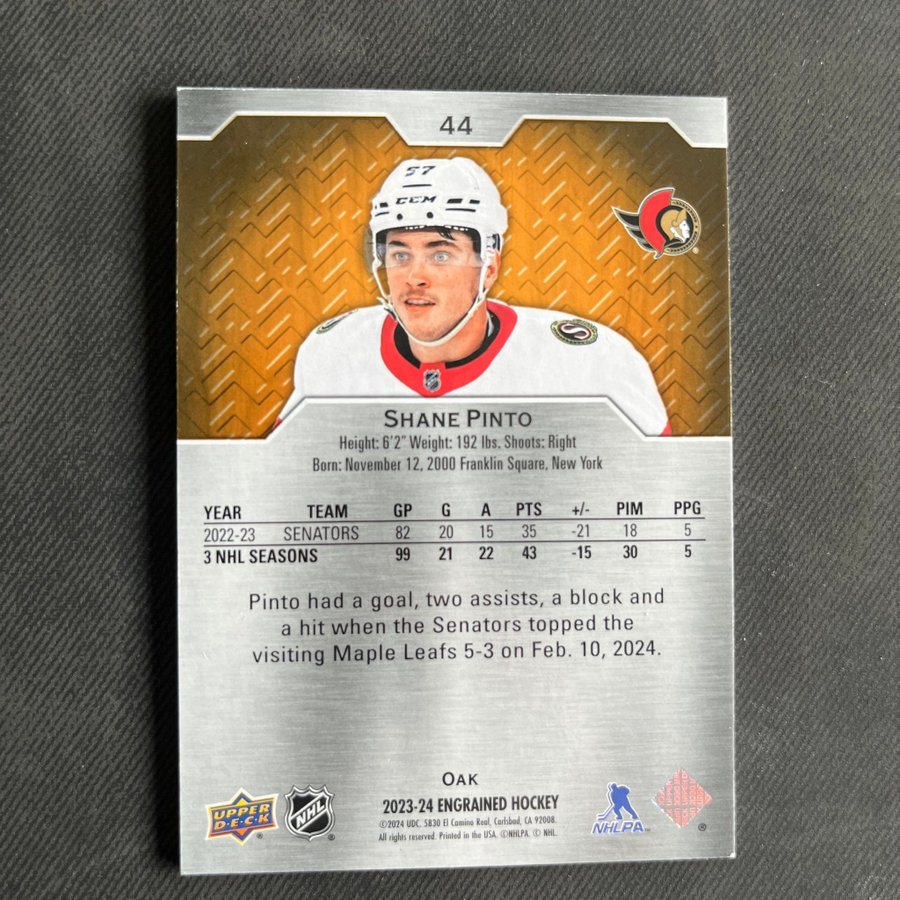 44
57
CCM
SHANE PINTO
Height: 6'2" Weight: 192 lbs. Shoots: Right
Born: November 12, 2000 Franklin Square, New York
YEAR TEAM GP G A PTS +/- PIM PPG
2022-23 SENATORS 82 20 15 35 -21 18 5
3 NHL SEASONS 99 21 22 43 -15 30 5
Pinto had a goal, two assists, a block and
a hit when the Senators topped the
visiting Maple Leafs 5-3 on Feb. 10, 2024.
OAK
2023-24 ENGRAINED HOCKEY
©2024 UDC. 5830 El Camino Real, Carlsbad, CA 92008.
All rights reserved. Printed in the USA. ©NHLPA. © NHL.
UPPER DECK
NHL
NHLPA